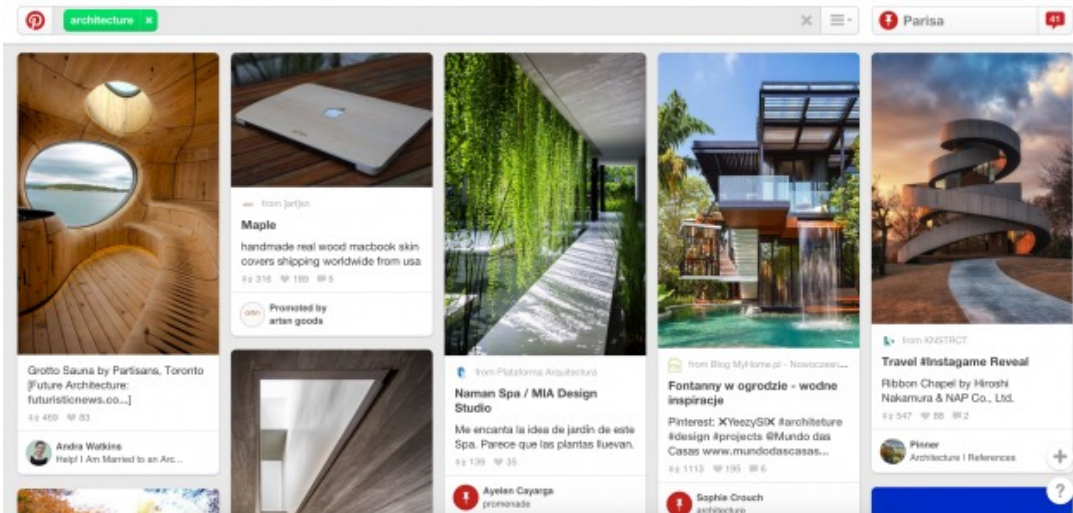 architecture ×
Parisa
41
Grotto Sauna by Partisans, Toronto
[Future Architecture:
futuristicnews.co...]
469 83
Andra Watkins
Help! I Am Married to an Arc...
from [art]en
Maple
handmade real wood macbook skin
covers shipping worldwide from usa
316 189 5
Promoted by
arten goods
from Plataforma Arquitectura
Naman Spa / MIA Design
Studio
Me encanta la idea de jardín de este
Spa. Parece que las plantas lluevan.
139 35
Ayelen Cayarga
promenade
from Blog MyHome.pl - Nowoczesn...
Fontanny w ogrodzie - wodne
inspiracje
Pinterest: XYeezySIX #architeture
#design #projects @Mundo das
Casas www.mundodascasas...
1113 195 6
Sophie Crouch
architecture
from KNSTRCT
Travel #Instagame Reveal
Ribbon Chapel by Hiroshi
Nakamura & NAP Co., Ltd.
547 88 2
Pinner
Architecture | References
+
?